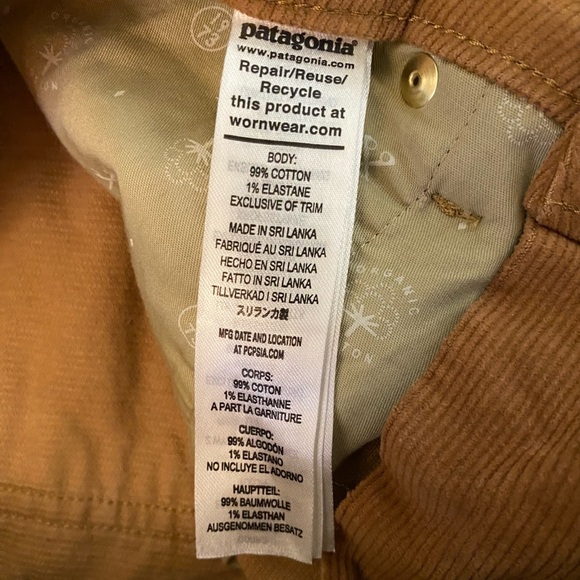 patagonia®
www.patagonia.com
Repair/Reuse/
Recycle
this product at
wornwear.com
BODY:
99% COTTON
1% ELASTANE
EXCLUSIVE OF TRIM
MADE IN SRI LANKA
FABRIQUÉ AU SRI LANKA
HECHO EN SRI LANKA
FATTO IN SRI LANKA
TILLVERKAD I SRI LANKA
スリランカ製
MFG DATE AND LOCATION
AT PCPSIA.COM
CORPS:
99% COTON
1% ELASTHANNE
A PART LA GARNITURE
CUERPO:
99% ALGODÓN
1% ELASTANO
NO INCLUYE EL ADORNO
HAUPTTEIL:
99% BAUMWOLLE
1% ELASTHAN
AUSGENOMMEN BESATZ
ORGANIC